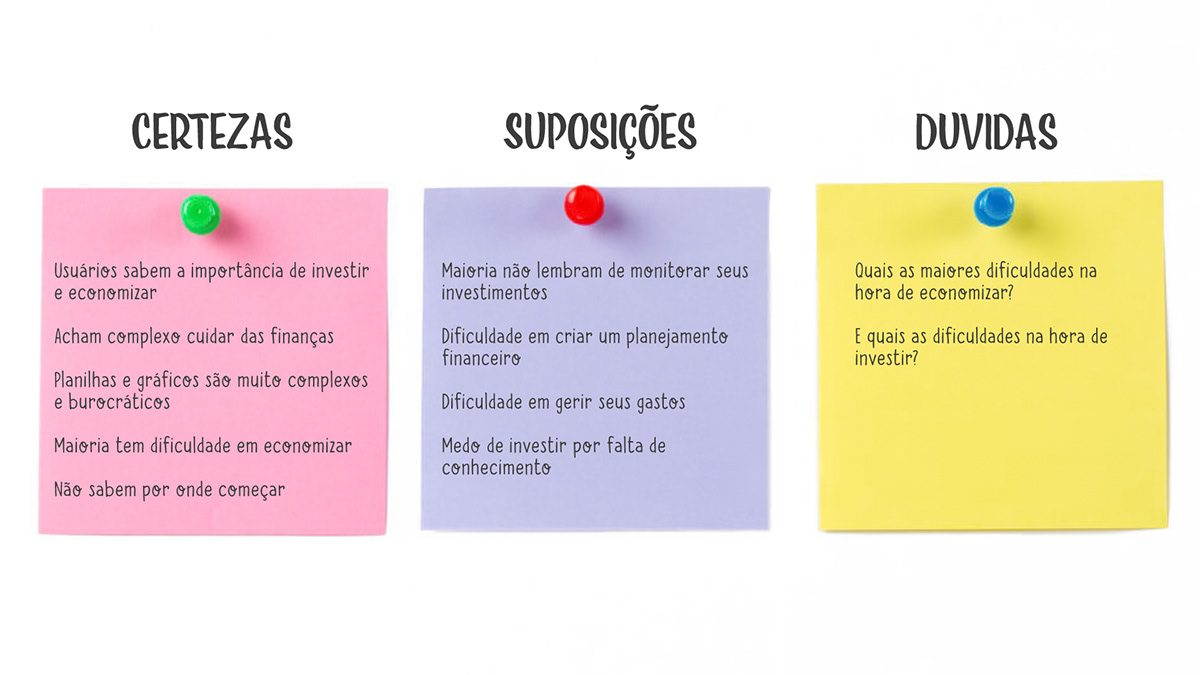 CERTEZAS
Usuários sabem a importância de investir
e economizar
Acham complexo cuidar das finanças
Planilhas e gráficos são muito complexos
e burocráticos
Maioria tem dificuldade em economizar
Não sabem por onde começar
SUPOSIÇÕES
Maioria não lembram de monitorar seus
investimentos
Dificuldade em criar um planejamento
financeiro
Dificuldade em gerir seus gastos
Medo de investir por falta de
conhecimento
DUVIDAS
Quais as maiores dificuldades na
hora de economizar?
E quais as dificuldades na hora de
investir?